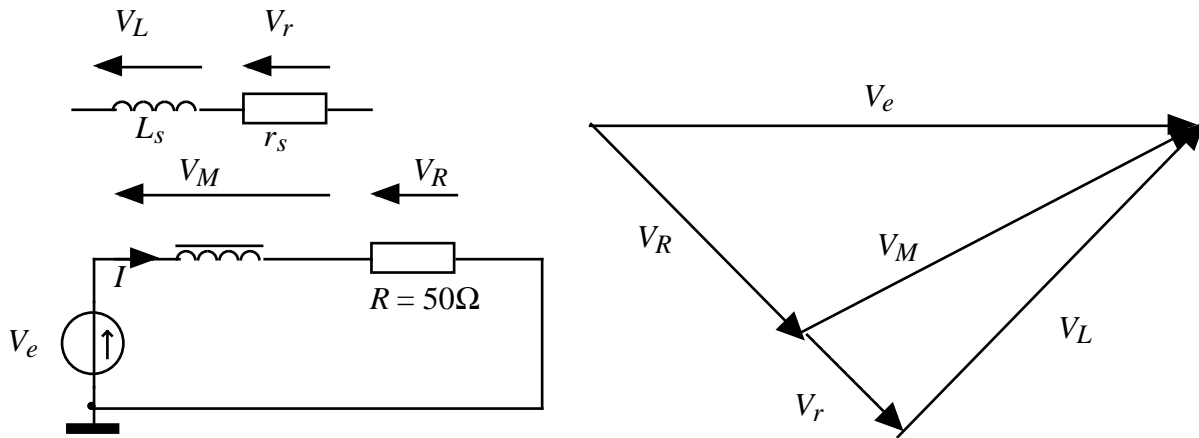 V_L V_r
L_s r_s
V_M V_R
I
R = 50Ω
V_e
V_e
V_R V_M
V_L
V_r